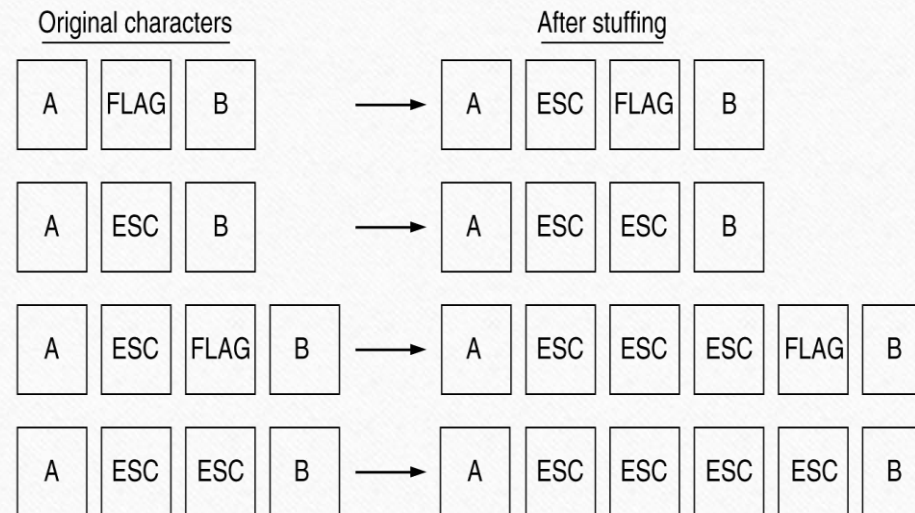 Original characters After stuffing
A FLAG B A ESC FLAG B
A ESC B A ESC ESC B
A ESC FLAG B A ESC ESC ESC FLAG B
A ESC ESC B A ESC ESC ESC ESC B